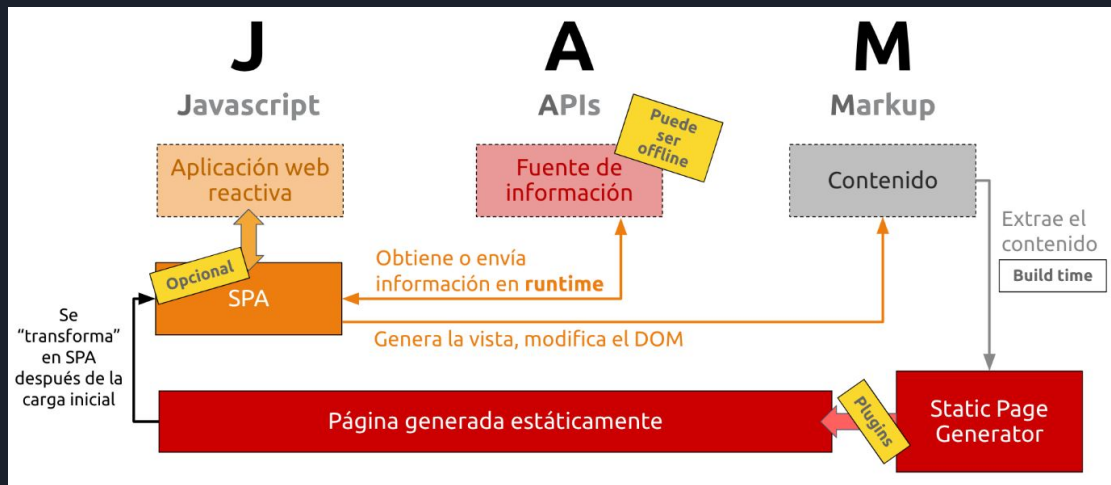 J
A
M
Javascript
APIs
Markup
Aplicación web
reactiva
Puede
ser
offline
Fuente de
información
Contenido
Extrae el
contenido
Build time
Opcional
SPA
Obtiene o envía
información en runtime
Genera la vista, modifica el DOM
Se
“transforma”
en SPA
después de la
carga inicial
Página generada estáticamente
Plugins
Static Page
Generator